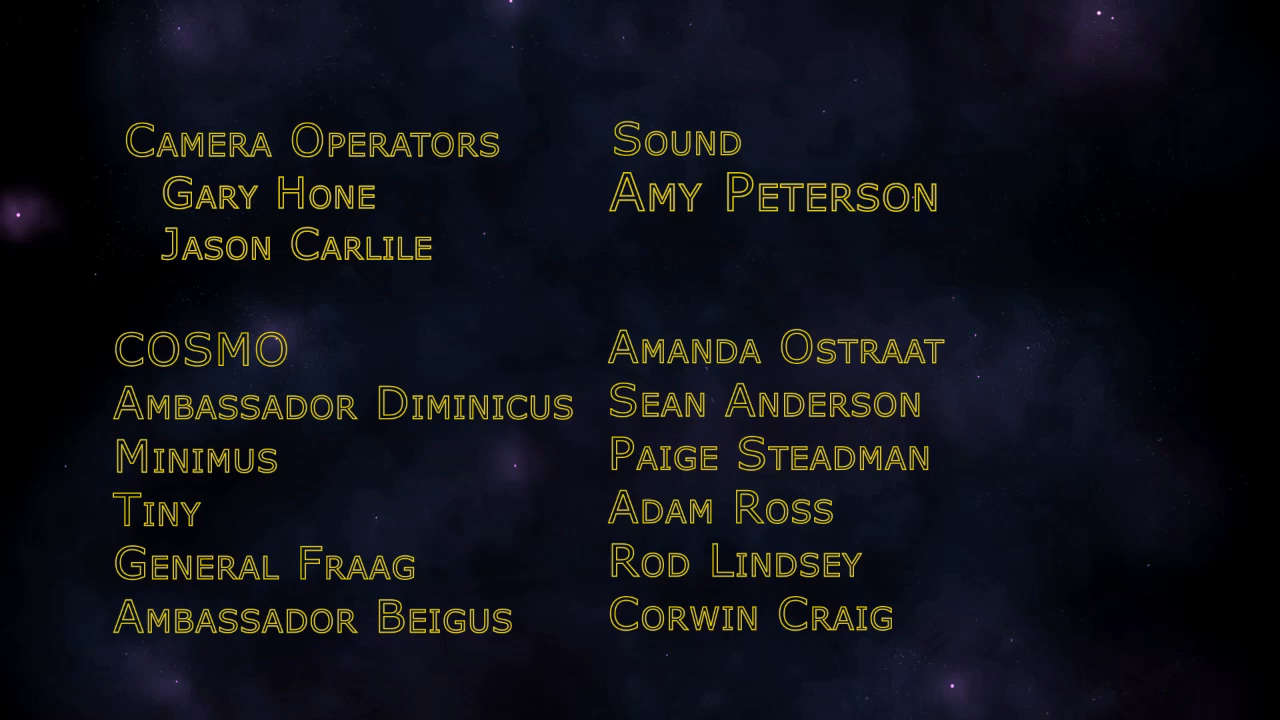 Camera Operators Sound
Gary Hone Amy Peterson
Jason Carlile
COSMO Amanda Ostraat
Ambassador Diminicus Sean Anderson
Minimus Paige Steadman
Tiny Adam Ross
General Fraag Rod Lindsey
Ambassador Beigus Corwin Craig